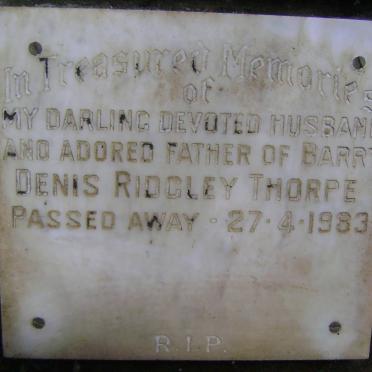 In Treasured Memories
of
MY DARLING DEVOTED HUSBAND
AND ADORED FATHER OF BARRY
DENIS RIDGLEY THORPE
PASSED AWAY - 27-4-1983
R.I.P.